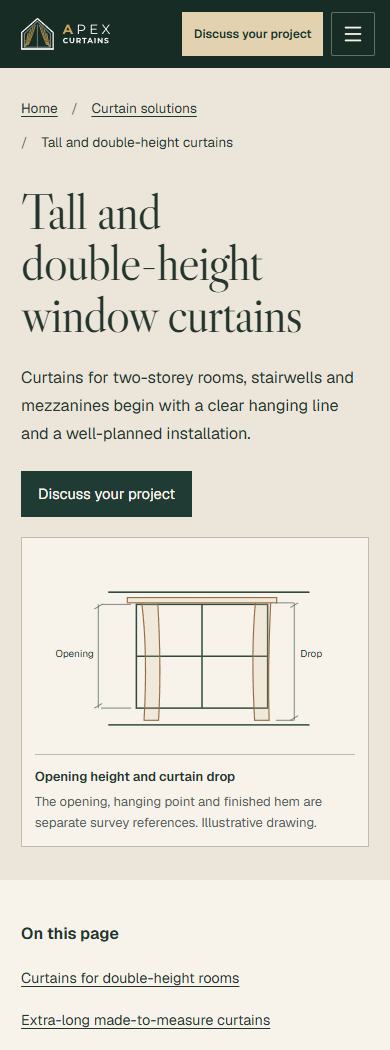 APEX
CURTAINS
Discuss your project
Home / Curtain solutions
/ Tall and double-height curtains
Tall and
double-height
window curtains
Curtains for two-storey rooms, stairwells and
mezzanines begin with a clear hanging line
and a well-planned installation.
Discuss your project
Opening
Drop
Opening height and curtain drop
The opening, hanging point and finished hem are
separate survey references. Illustrative drawing.
On this page
Curtains for double-height rooms
Extra-long made-to-measure curtains